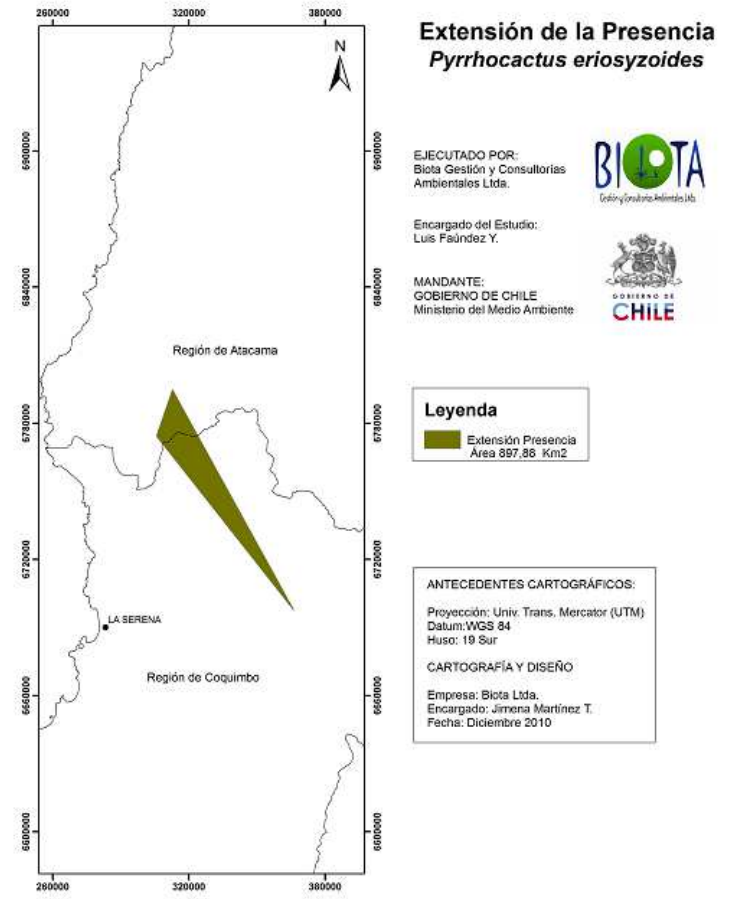 Extensión de la Presencia
Pyrrhocactus eriosyzoides
260000 320000 380000
N
6900000 6900000
EJECUTADO POR:
Biota Gestión y Consultorias
Ambientales Ltda.
BIOTA
Gestión y Consultorías Ambientales Ltda.
Encargado del Estudio:
Luis Faúndez Y.
MANDANTE:
GOBIERNO DE CHILE
Ministerio del Medio Ambiente
GOBIERNO DE
CHILE
6840000 6840000
Región de Atacama
Leyenda
Extensión Presencia
Área 897,88 Km2
6780000 6780000
6720000 6720000
LA SERENA
Región de Coquimbo
ANTECEDENTES CARTOGRÁFICOS:
Proyección: Univ. Trans. Mercator (UTM)
Datum:WGS 84
Huso: 19 Sur
CARTOGRAFÍA Y DISEÑO
Empresa: Biota Ltda.
Encargado: Jimena Martínez T.
Fecha: Diciembre 2010
6660000 6660000
6600000 6600000
260000 320000 380000